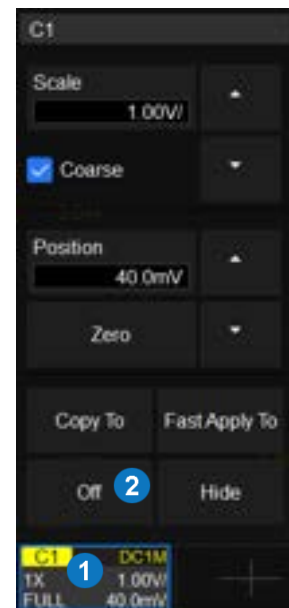 C1
Scale
1.00V/
Coarse
Position
40.0mV
Zero
Copy To Fast Apply To
Off 2 Hide
C1 1 DC1M
1X 1.00V/
FULL 40.0mV